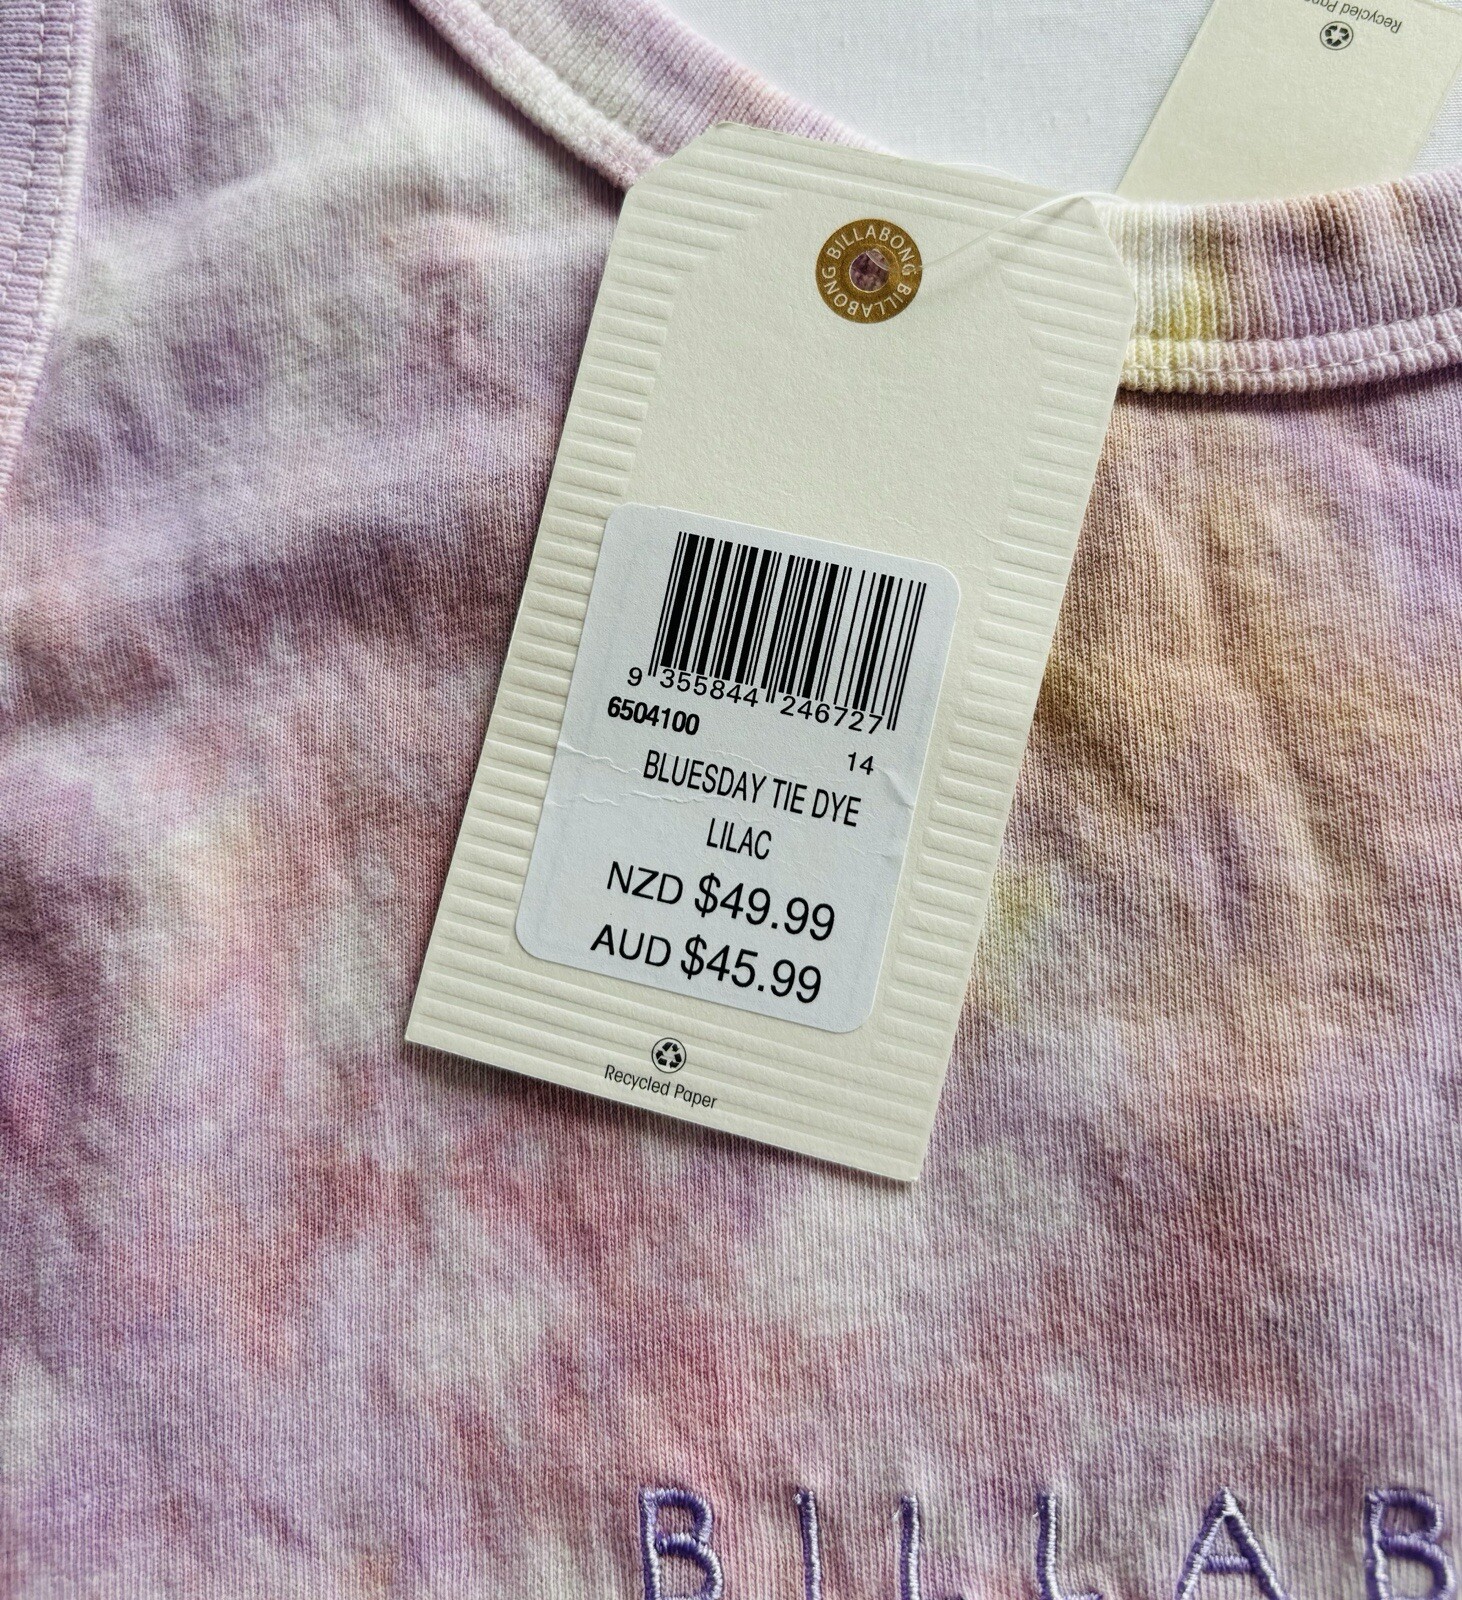 Recycled Pape
BILLABONG BILLABONG
9 355844 246727
6504100
14
BLUESDAY TIE DYE
LILAC
NZD $49.99
AUD $45.99
Recycled Paper
BILLAB